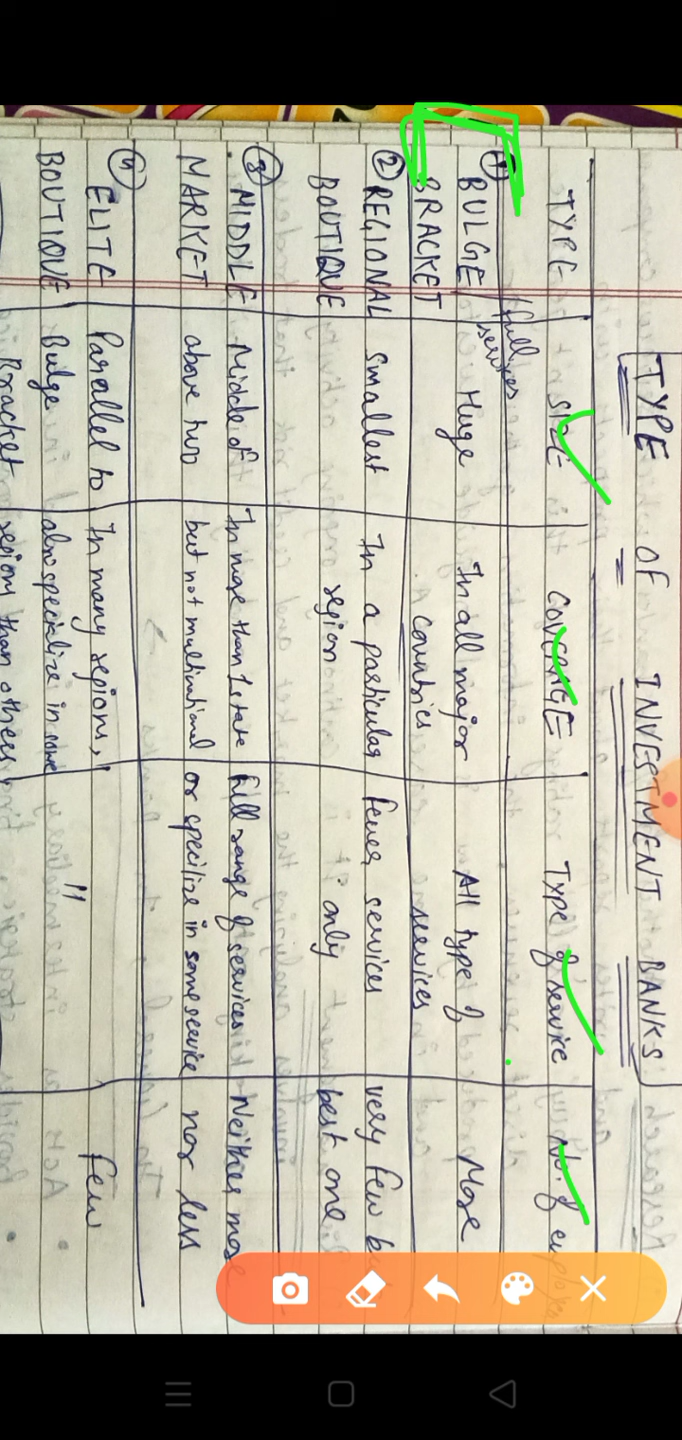 TYPE OF INVESTMENT BANKS
TYPE SIZE COVERAGE Type of service No. of
(full services
① BULGE Huge In all major All type of More
BRACKET countries services
② REGIONAL smallest In a particular fewer services very few
BOUTIQUE region only best one
③ MIDDLE Middle of In more than 1 state full range of services Neither more
MARKET above two but not multinational or specilize in some service nor less
④ ELITE Parallel to In many regions, " few
BOUTIQUE Bulge also specialize in some
Bracket region than others